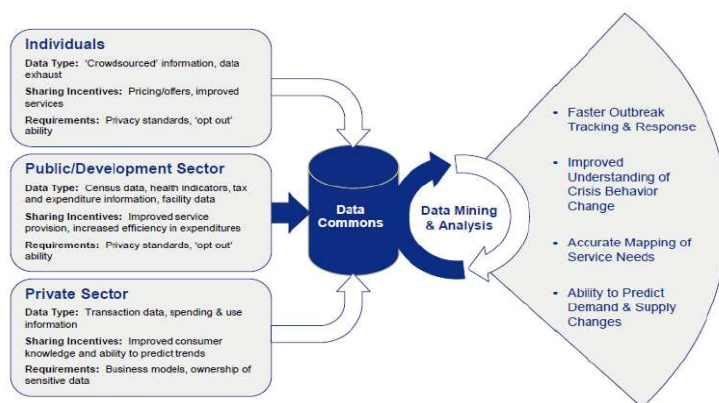 Individuals
Data Type: 'Crowdsourced' information, data
exhaust
Sharing Incentives: Pricing/offers, improved
services
Requirements: Privacy standards, 'opt out'
ability
Public/Development Sector
Data Type: Census data, health indicators, tax
and expenditure information, facility data
Sharing Incentives: Improved service
provision, increased efficiency in expenditures
Requirements: Privacy standards, 'opt out'
ability
Private Sector
Data Type: Transaction data, spending & use
information
Sharing Incentives: Improved consumer
knowledge and ability to predict trends
Requirements: Business models, ownership of
sensitive data
Data
Commons
Data Mining
& Analysis
• Faster Outbreak
Tracking & Response
• Improved
Understanding of
Crisis Behavior
Change
• Accurate Mapping of
Service Needs
• Ability to Predict
Demand & Supply
Changes